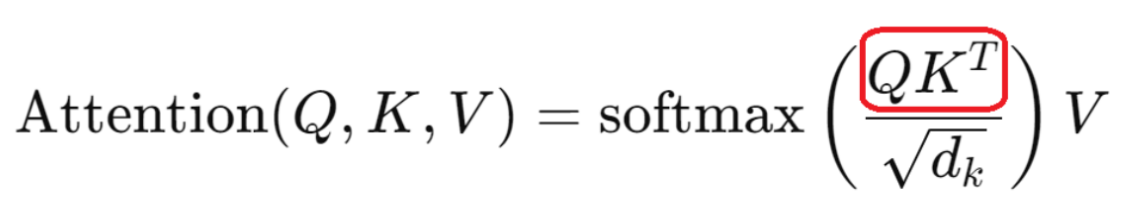 Attention(Q, K, V) = softmax(QK^T / √d_k) V